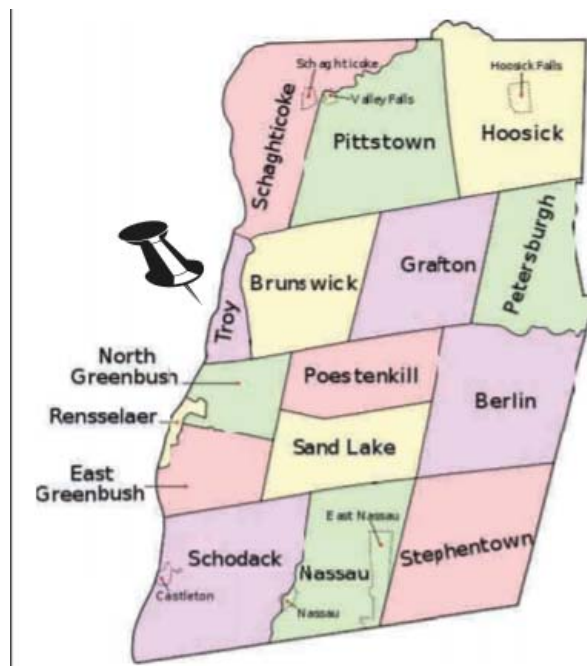 Schaghticoke
Hoosick Falls
Valley Falls
Schaghticoke
Pittstown
Hoosick
Petersburgh
Grafton
Brunswick
Troy
North
Greenbush
Poestenkill
Berlin
Rensselaer
Sand Lake
East
Greenbush
East Nassau
Schodack
Nassau
Stephentown
Castleton
Nassau